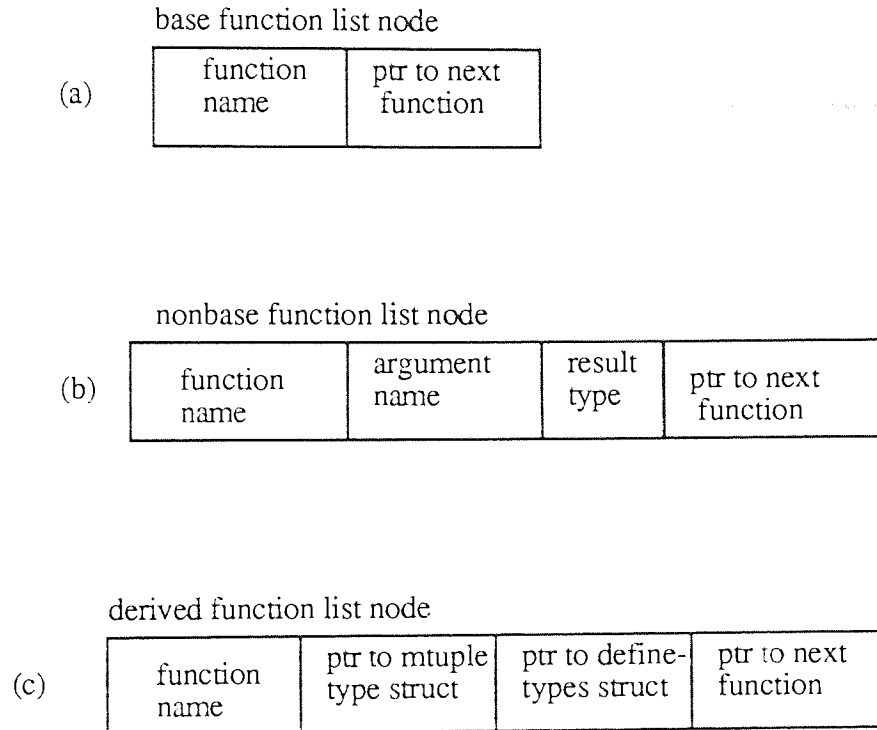 base function list node
(a)
function name
ptr to next function
nonbase function list node
(b)
function name
argument name
result type
ptr to next function
derived function list node
(c)
function name
ptr to mtuple type struct
ptr to define- types struct
ptr to next function